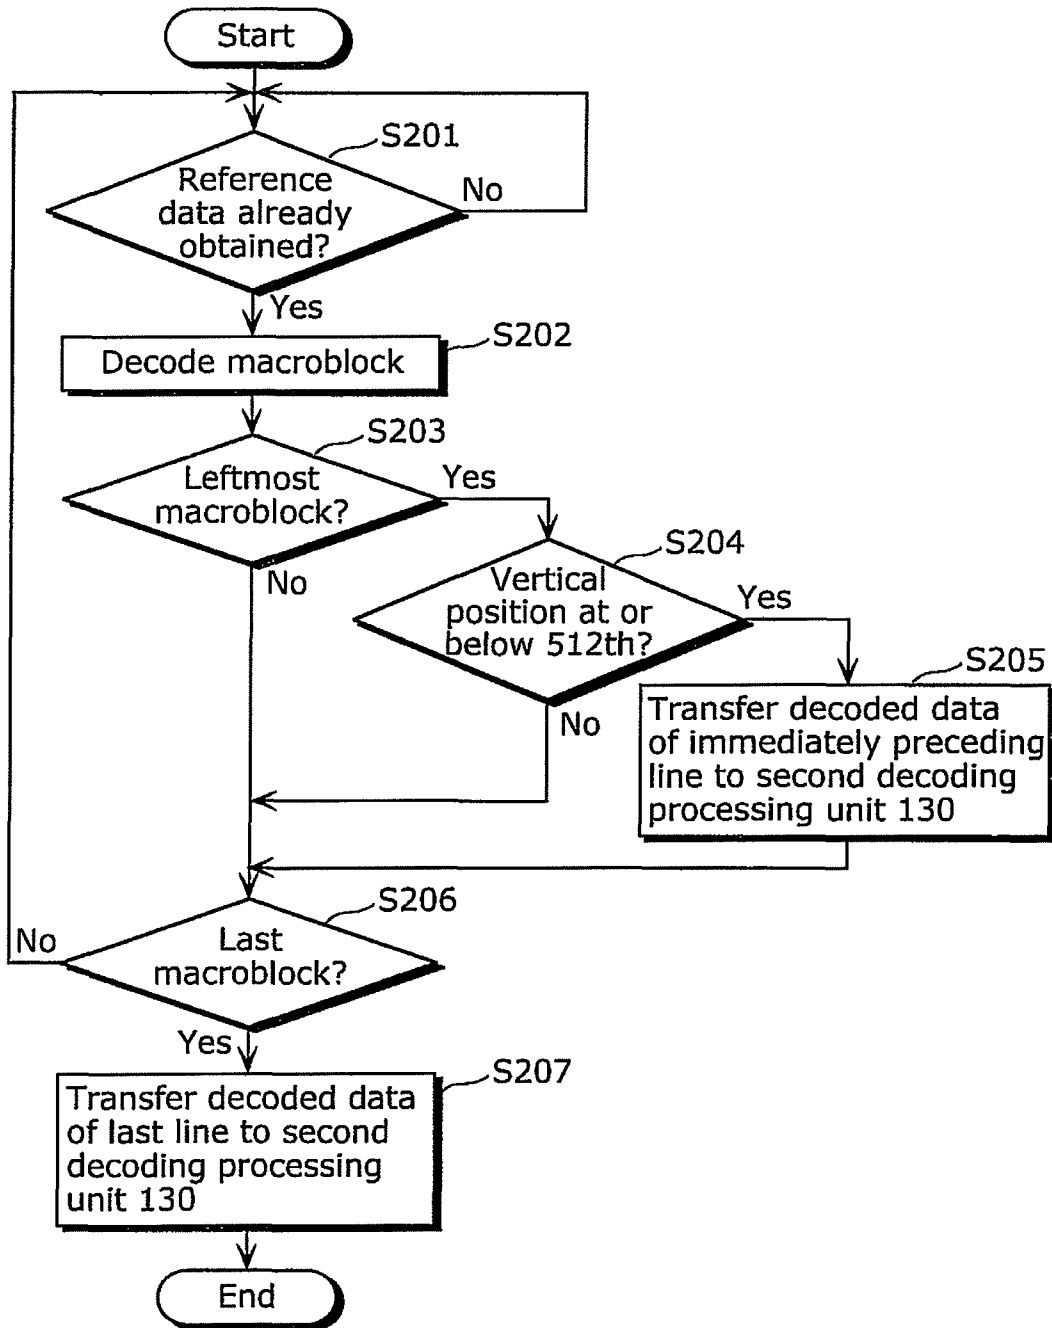 Start
S201
Reference
data already
obtained?
No
Yes
S202
Decode macroblock
S203
Leftmost
macroblock?
Yes
No
S204
Vertical
position at or
below 512th?
Yes
No
S205
Transfer decoded data
of immediately preceding
line to second decoding
processing unit 130
S206
Last
macroblock?
No
Yes
S207
Transfer decoded data
of last line to second
decoding processing
unit 130
End